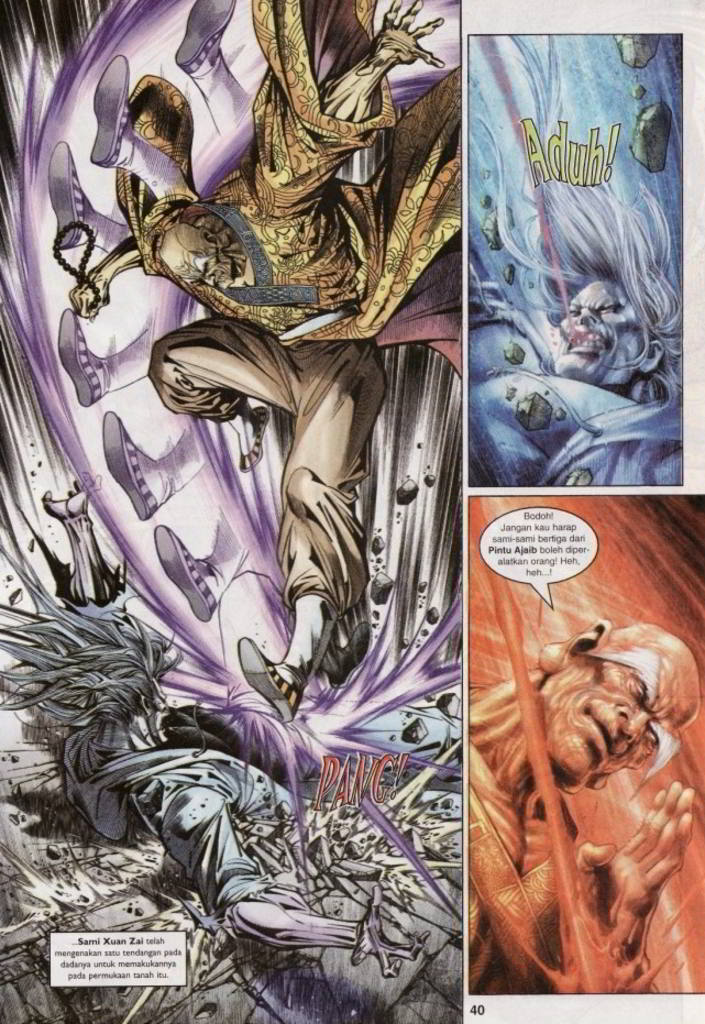 PANG!
...Sami Xuan Zai telah
mengenakan satu tendangan pada
dadanya untuk memakukannya
pada permukaan tanah itu.
Aduh!
Bodoh!
Jangan kau harap
sami-sami bertiga dari
Pintu Ajaib boleh diper-
alatkan orang! Heh,
heh...!
40